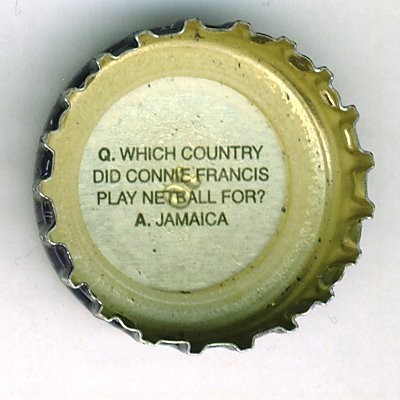 Q. WHICH COUNTRY
DID CONNIE FRANCIS
PLAY NETBALL FOR?
A. JAMAICA